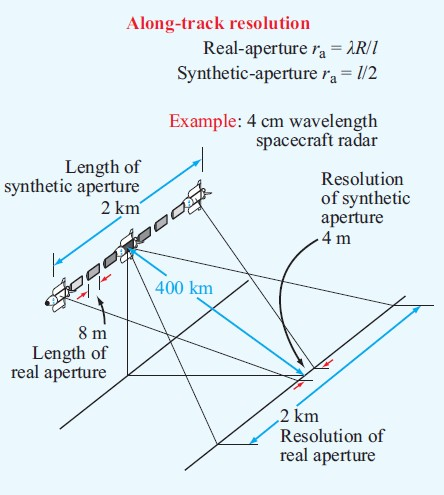 Along-track resolution
Real-aperture rₐ = λR/l
Synthetic-aperture rₐ = l/2
Example: 4 cm wavelength
spacecraft radar
Length of
synthetic aperture
2 km
Resolution
of synthetic
aperture
4 m
400 km
8 m
Length of
real aperture
2 km
Resolution of
real aperture